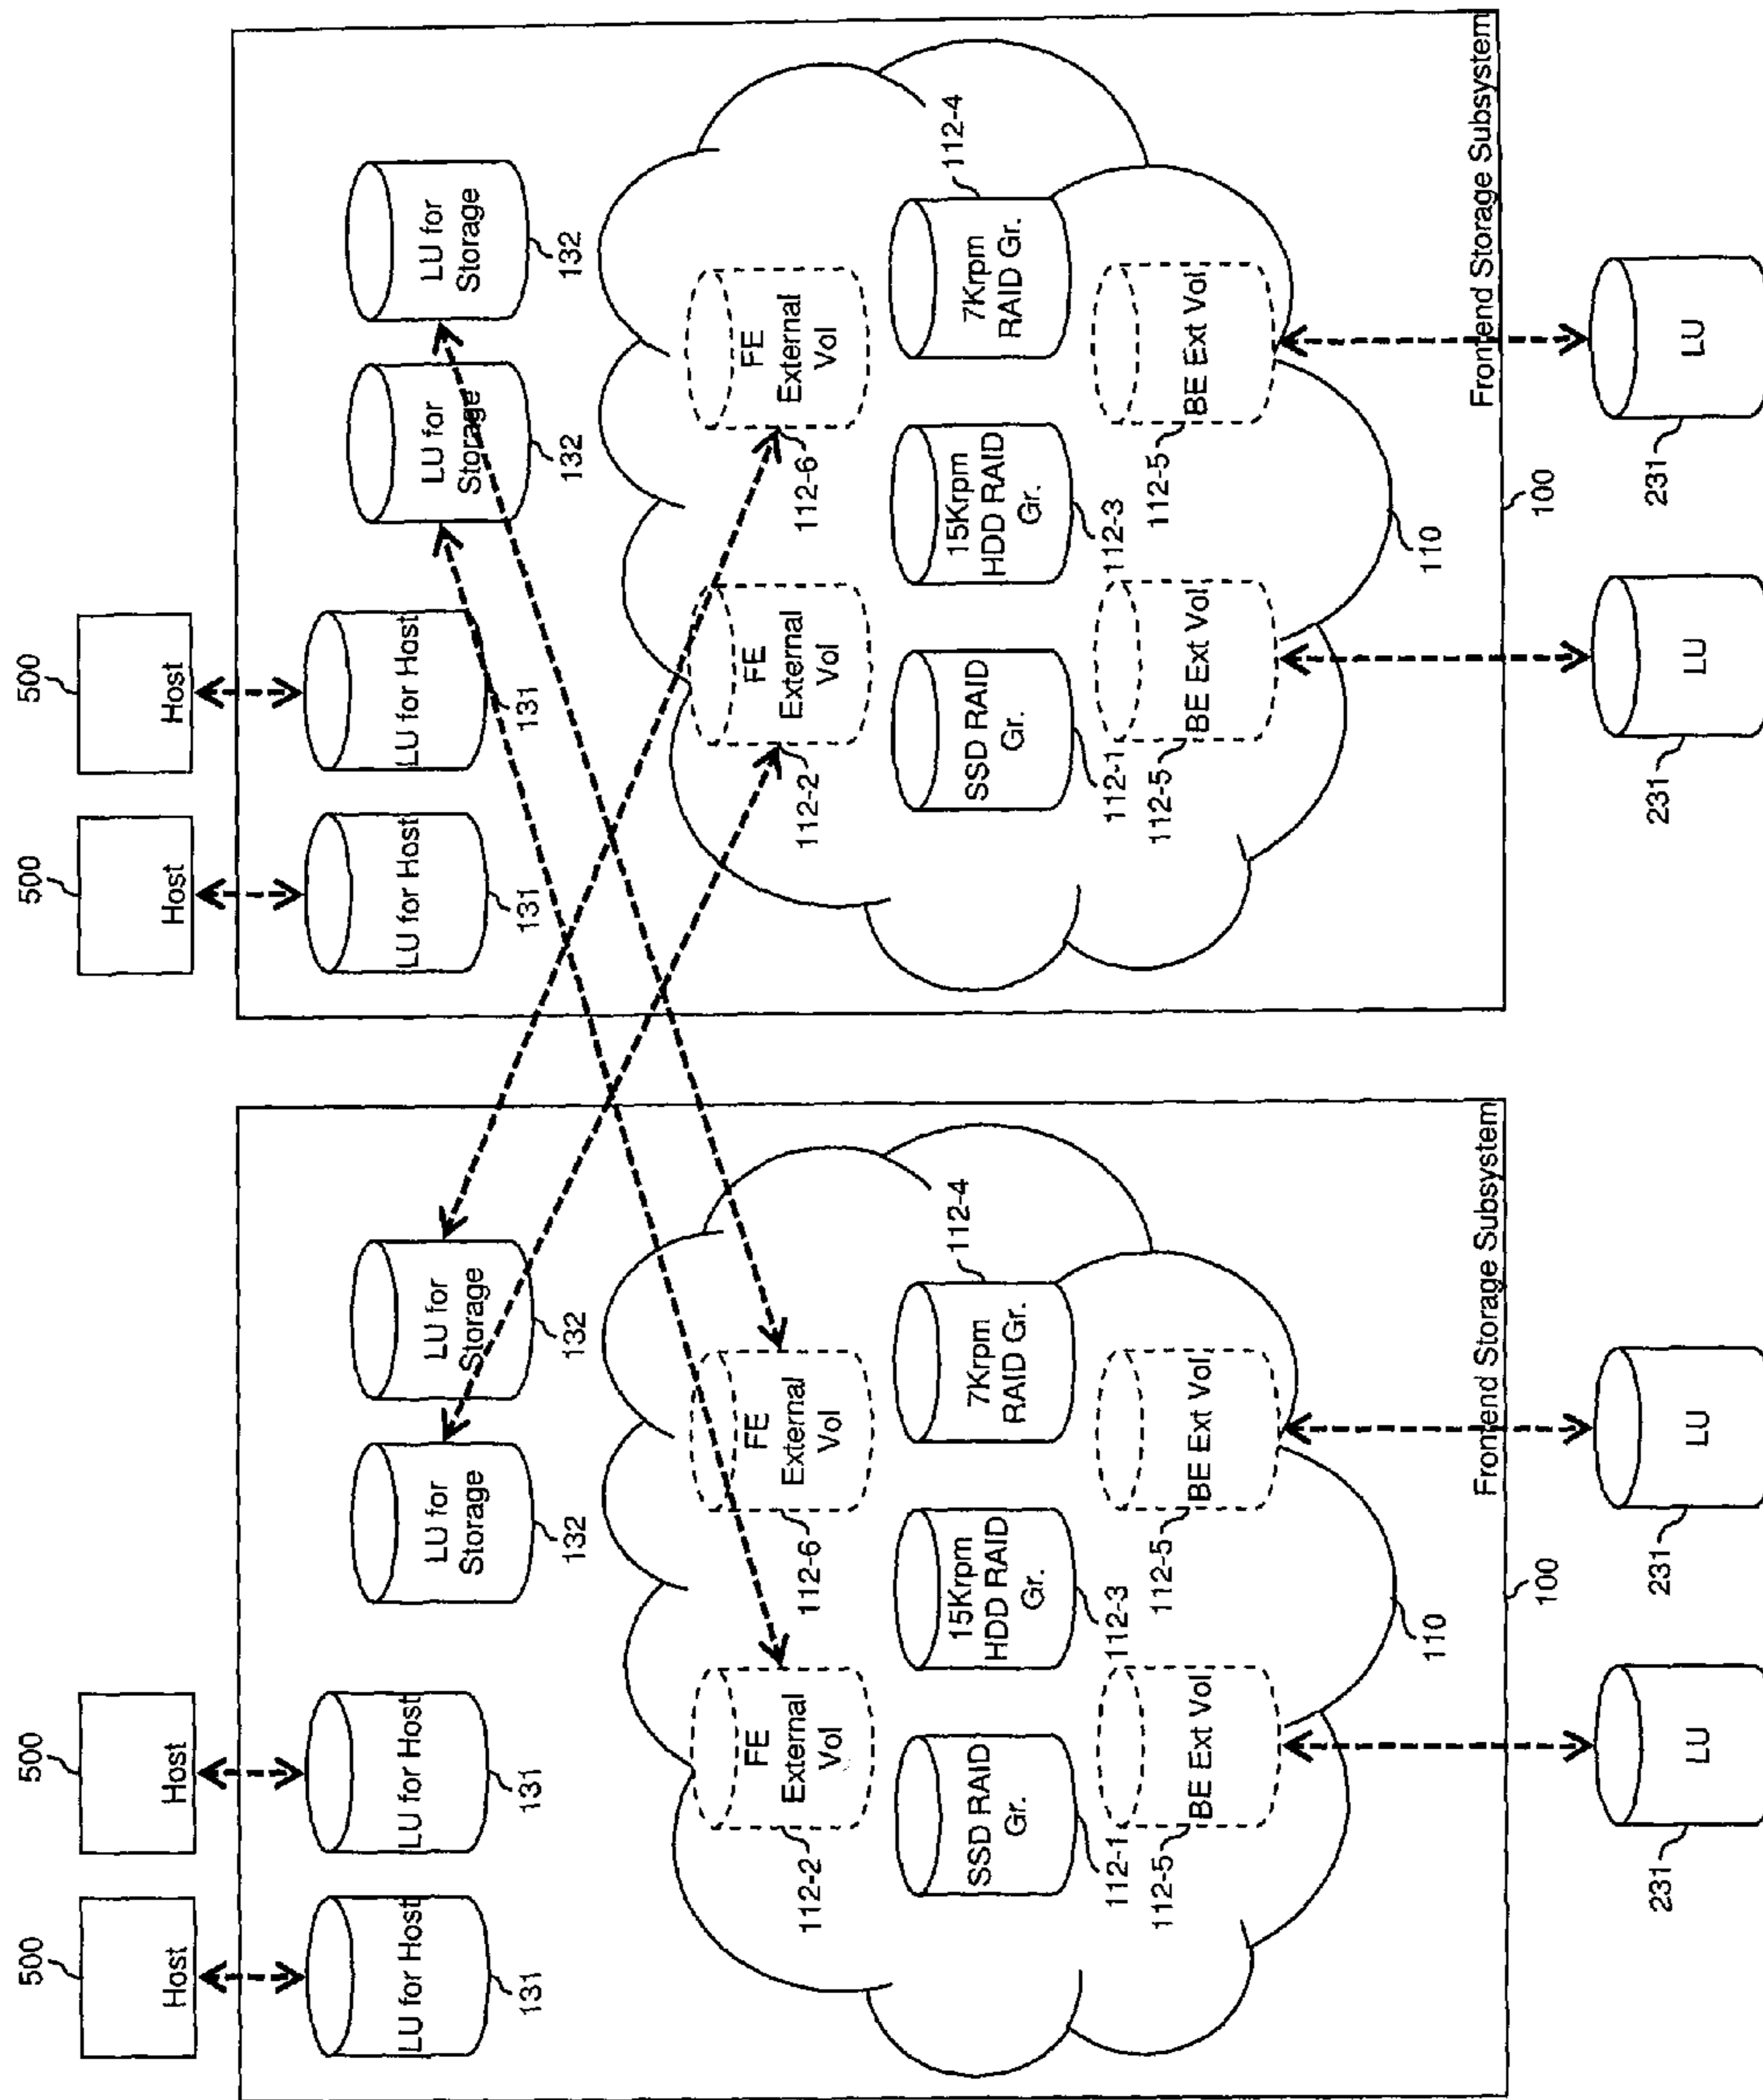 500
500
Host
Host
LU for Host
LU for Host
131
131
LU for
Storage
LU for
Storage
132
132
FE
External
Vol
FE
External
Vol
112-2
112-6
SSD RAID
Gr.
15Krpm
HDD RAID
Gr.
7Krpm
RAID Gr.
112-4
112-1
112-3
BE Ext Vol
BE Ext Vol
112-5
112-5
110
Frontend Storage Subsystem
100
LU
LU
231
231
500
500
Host
Host
LU for Host
LU for Host
131
131
LU for
Storage
LU for
Storage
132
132
FE
External
Vol
FE
External
Vol
112-2
112-6
SSD RAID
Gr.
15Krpm
HDD RAID
Gr.
7Krpm
RAID Gr.
112-4
112-1
112-3
BE Ext Vol
BE Ext Vol
112-5
112-5
110
Frontend Storage Subsystem
100
LU
LU
231
231